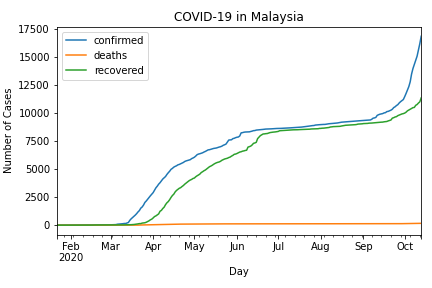 COVID-19 in Malaysia
17500
15000
12500
10000
7500
5000
2500
0
Number of Cases
confirmed
deaths
recovered
Feb Mar Apr May Jun Jul Aug Sep Oct
2020
Day